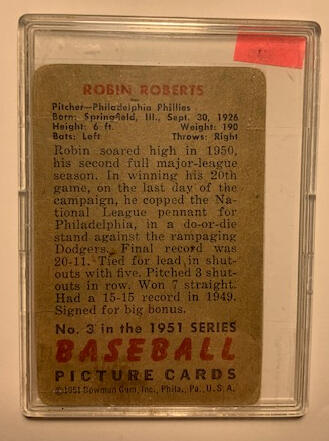 ROBIN ROBERTS
Pitcher—Philadelphia Phillies
Born: Springfield, Ill., Sept. 30, 1926
Height: 6 ft. Weight: 190
Bats: Left Throws: Right
Robin soared high in 1950,
his second full major-league
season. In winning his 20th
game, on the last day of the
campaign, he copped the Na-
tional League pennant for
Philadelphia, in a do-or-die
stand against the rampaging
Dodgers. Final record was
20-11. Tied for lead in shut-
outs with five. Pitched 3 shut-
outs in row. Won 7 straight.
Had a 15-15 record in 1949.
Signed for big bonus.
No. 3 in the 1951 SERIES
BASEBALL
PICTURE CARDS
©1951 Bowman Gum, Inc., Phila., Pa., U.S.A.